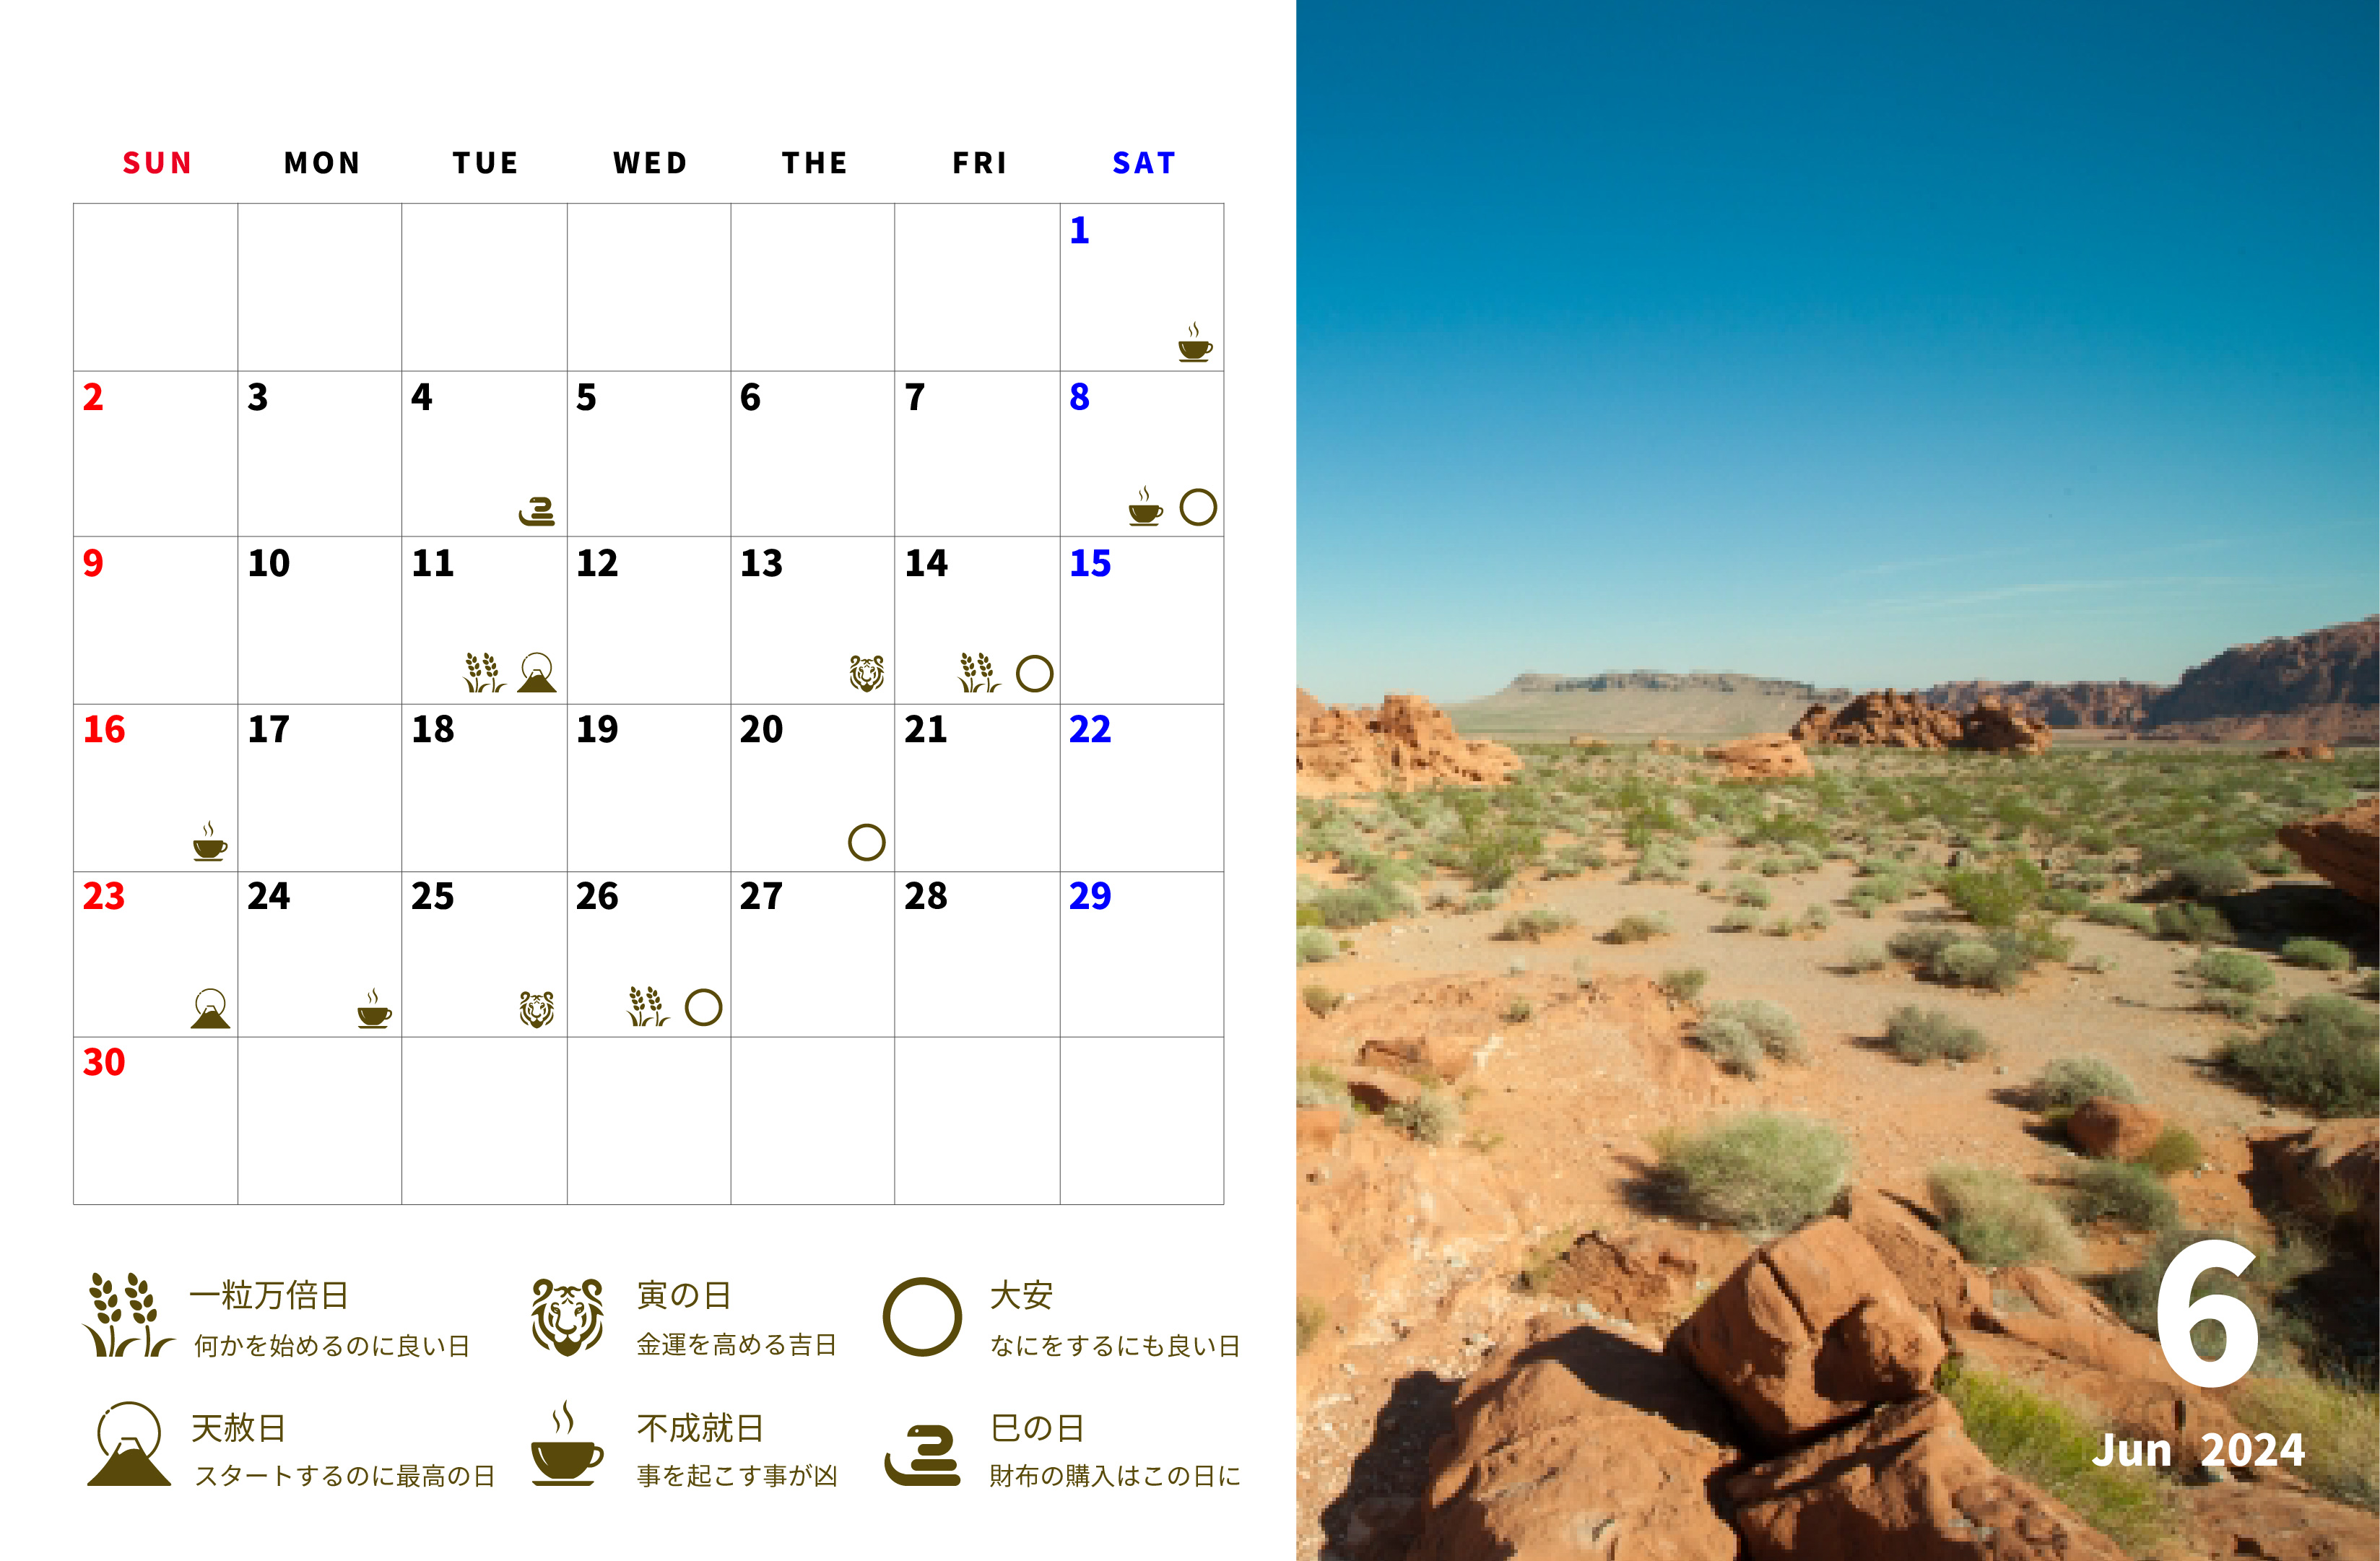 SUN MON TUE WED THE FRI SAT
1
2 3 4 5 6 7 8
9 10 11 12 13 14 15
16 17 18 19 20 21 22
23 24 25 26 27 28 29
30
一粒万倍日
何かを始めるのに良い日
寅の日
金運を高める吉日
大安
なにをするにも良い日
天赦日
スタートするのに最高の日
不成就日
事を起こす事が凶
巳の日
財布の購入はこの日に
6
Jun 2024